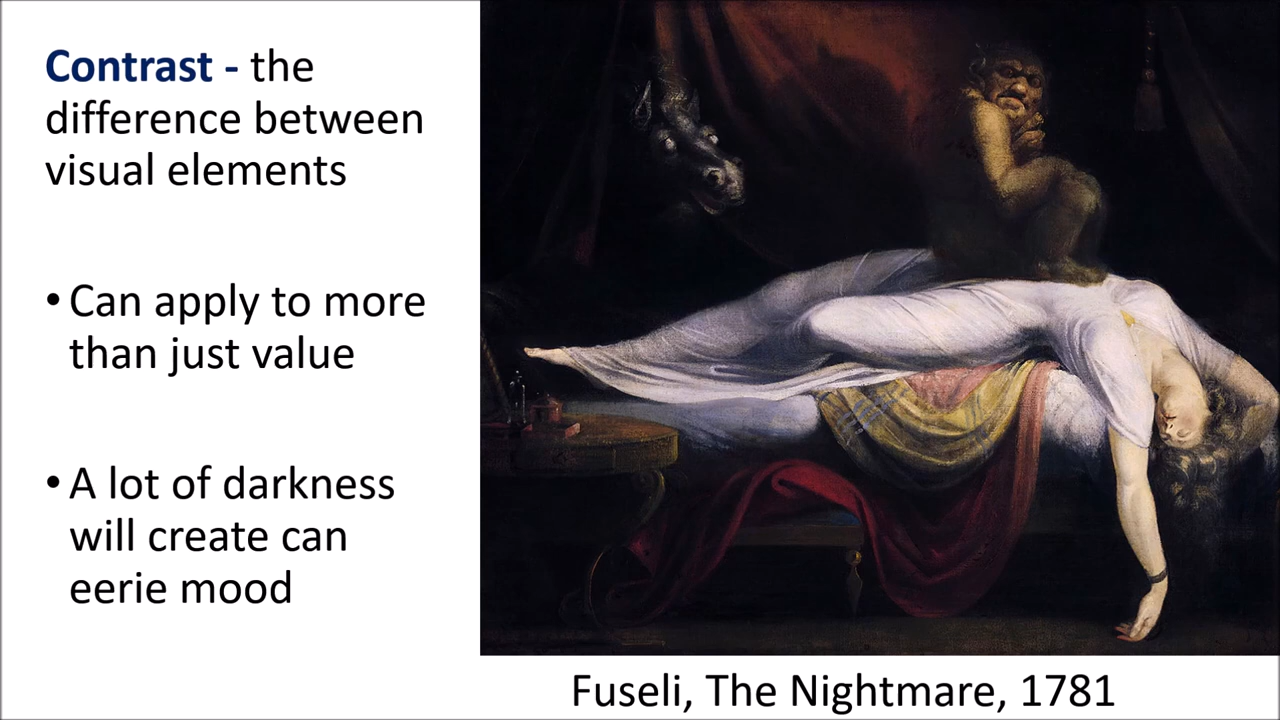 Contrast - the
difference between
visual elements
• Can apply to more
than just value
• A lot of darkness
will create can
eerie mood
Fuseli, The Nightmare, 1781